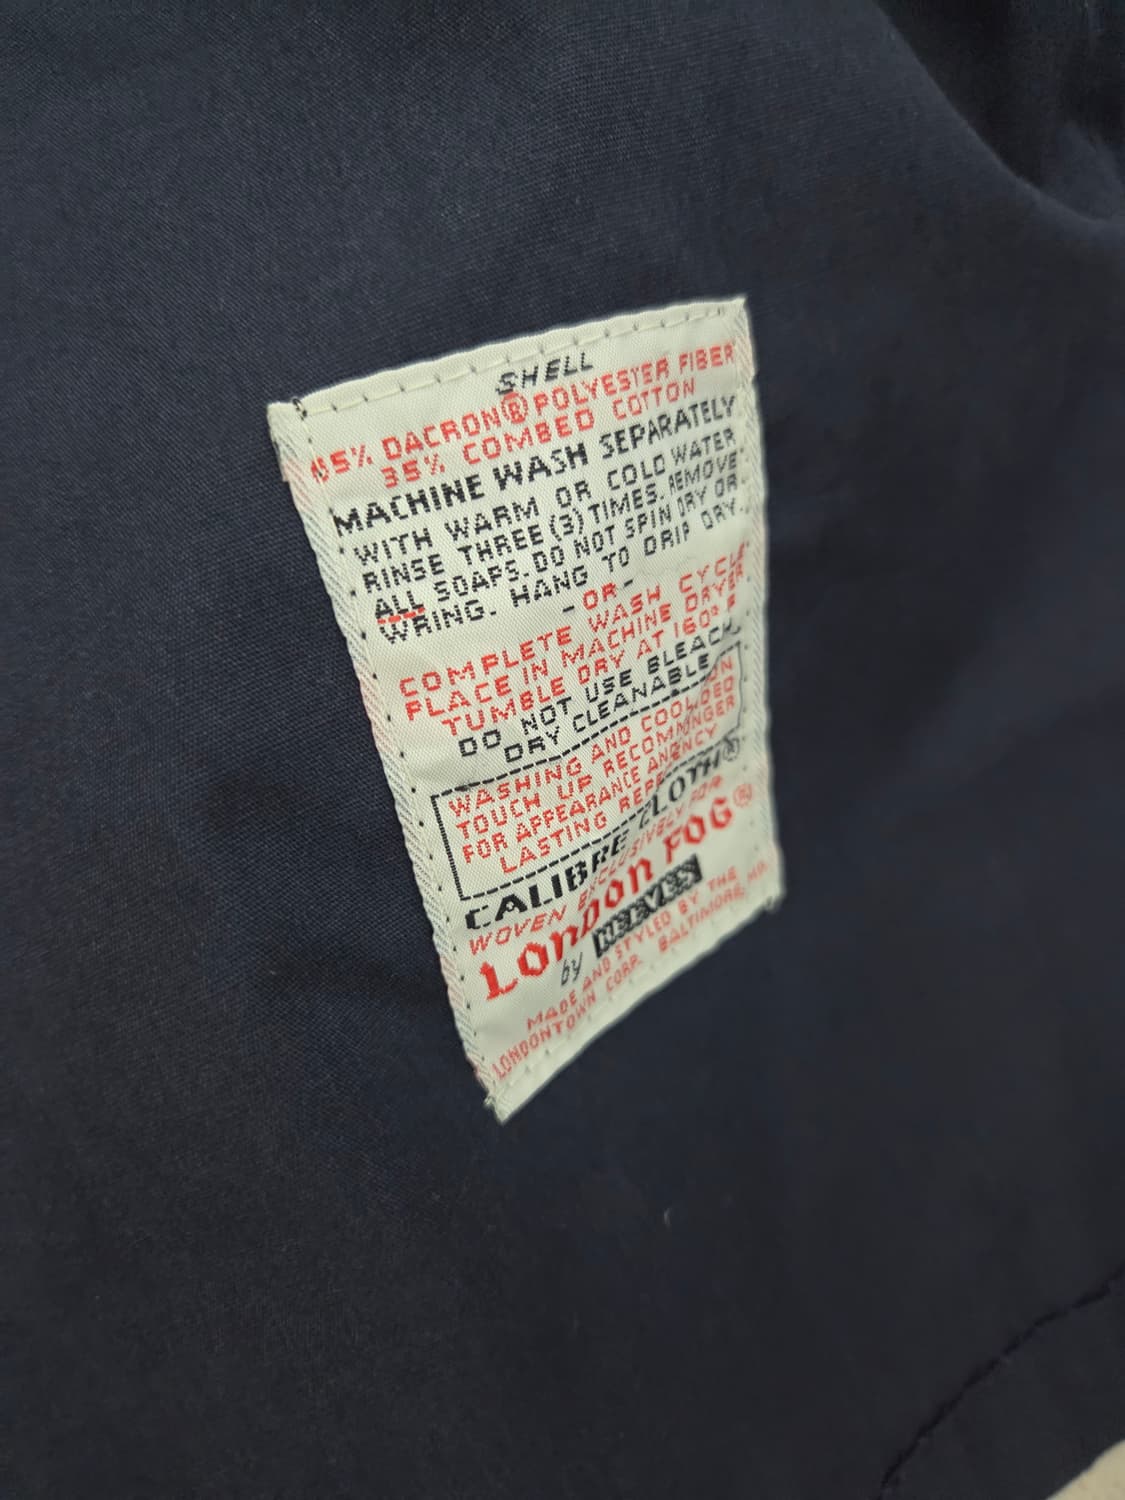 SHELL
65% DACRON® POLYESTER FIBER
35% COMBED COTTON
MACHINE WASH SEPARATELY
WITH WARM OR COLD WATER
RINSE THREE (3) TIMES. REMOVE
ALL SOAPS. DO NOT SPIN DRY OR
WRING. HANG TO DRIP DRY.
-OR-
COMPLETE WASH CYCLE
PLACE IN MACHINE DRYER
TUMBLE DRY AT 160° F
DO NOT USE BLEACH
DRY CLEANABLE
WASHING AND COOL IRON
TOUCH UP RECOMMENDED
FOR APPEARANCE AND LONGER
LASTING REPELLENCY
CALIBRE CLOTH®
WOVEN EXCLUSIVELY FOR
LONDON FOG®
by REEVES
MADE AND STYLED BY THE
LONDONTOWN CORP. BALTIMORE, MD.